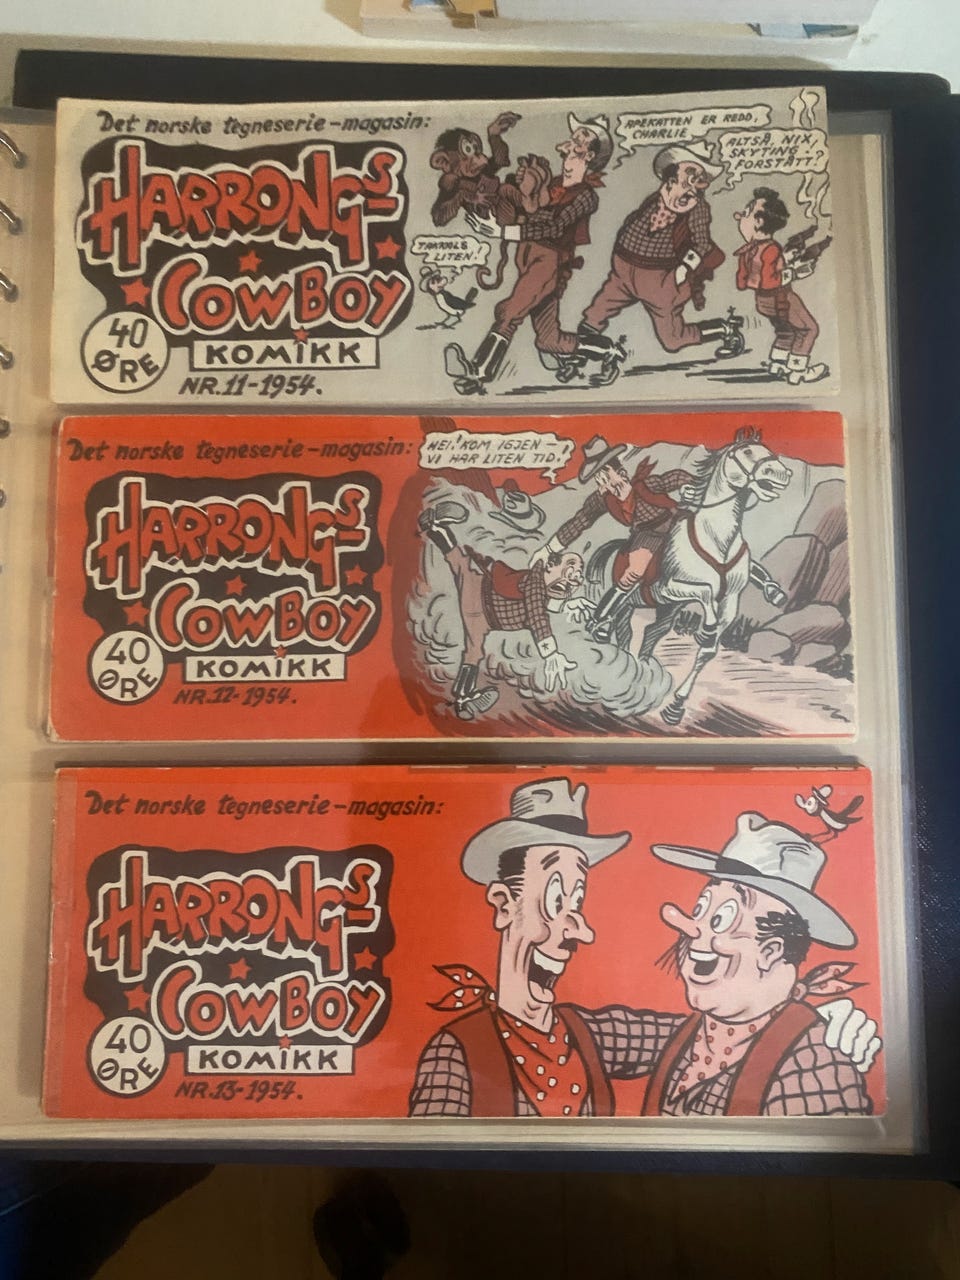 Det norske tegneserie-magasin:
HARRONGS
COWBOY
KOMIKK
40
ØRE
NR.11-1954.
APEKATTEN ER REDD,
CHARLIE
ALTSÅ, NIX
SKYTING!
FORSTÅTT?
LITEN!
Det norske tegneserie-magasin:
HARRONGS
COWBOY
KOMIKK
40
ØRE
NR.12-1954.
HEI! KOM IGJEN -
VI HAR LITEN TID!
Det norske tegneserie-magasin:
HARRONGS
COWBOY
KOMIKK
40
ØRE
NR.13-1954.